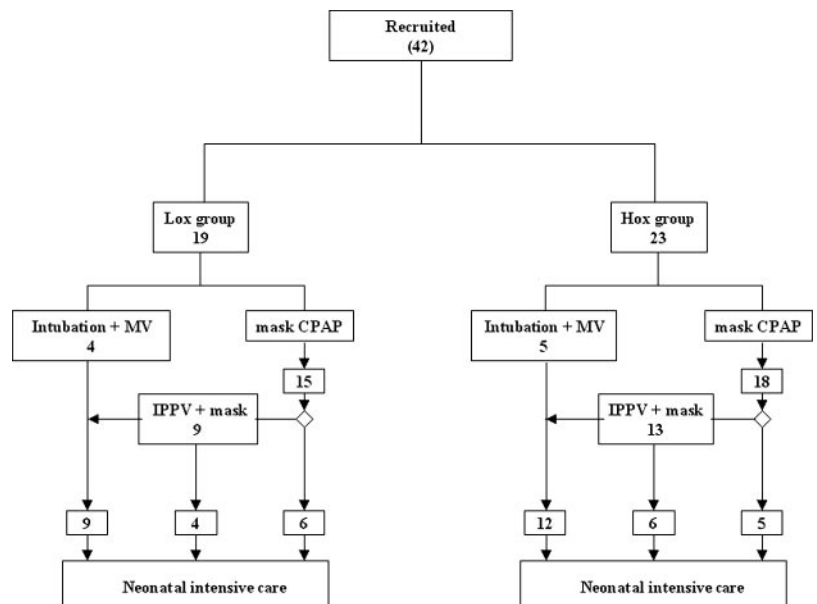 Recruited
(42)
Lox group
19
Hox group
23
Intubation + MV
4
mask CPAP
Intubation + MV
5
mask CPAP
15
18
IPPV + mask
9
IPPV + mask
13
9
4
6
12
6
5
Neonatal intensive care
Neonatal intensive care